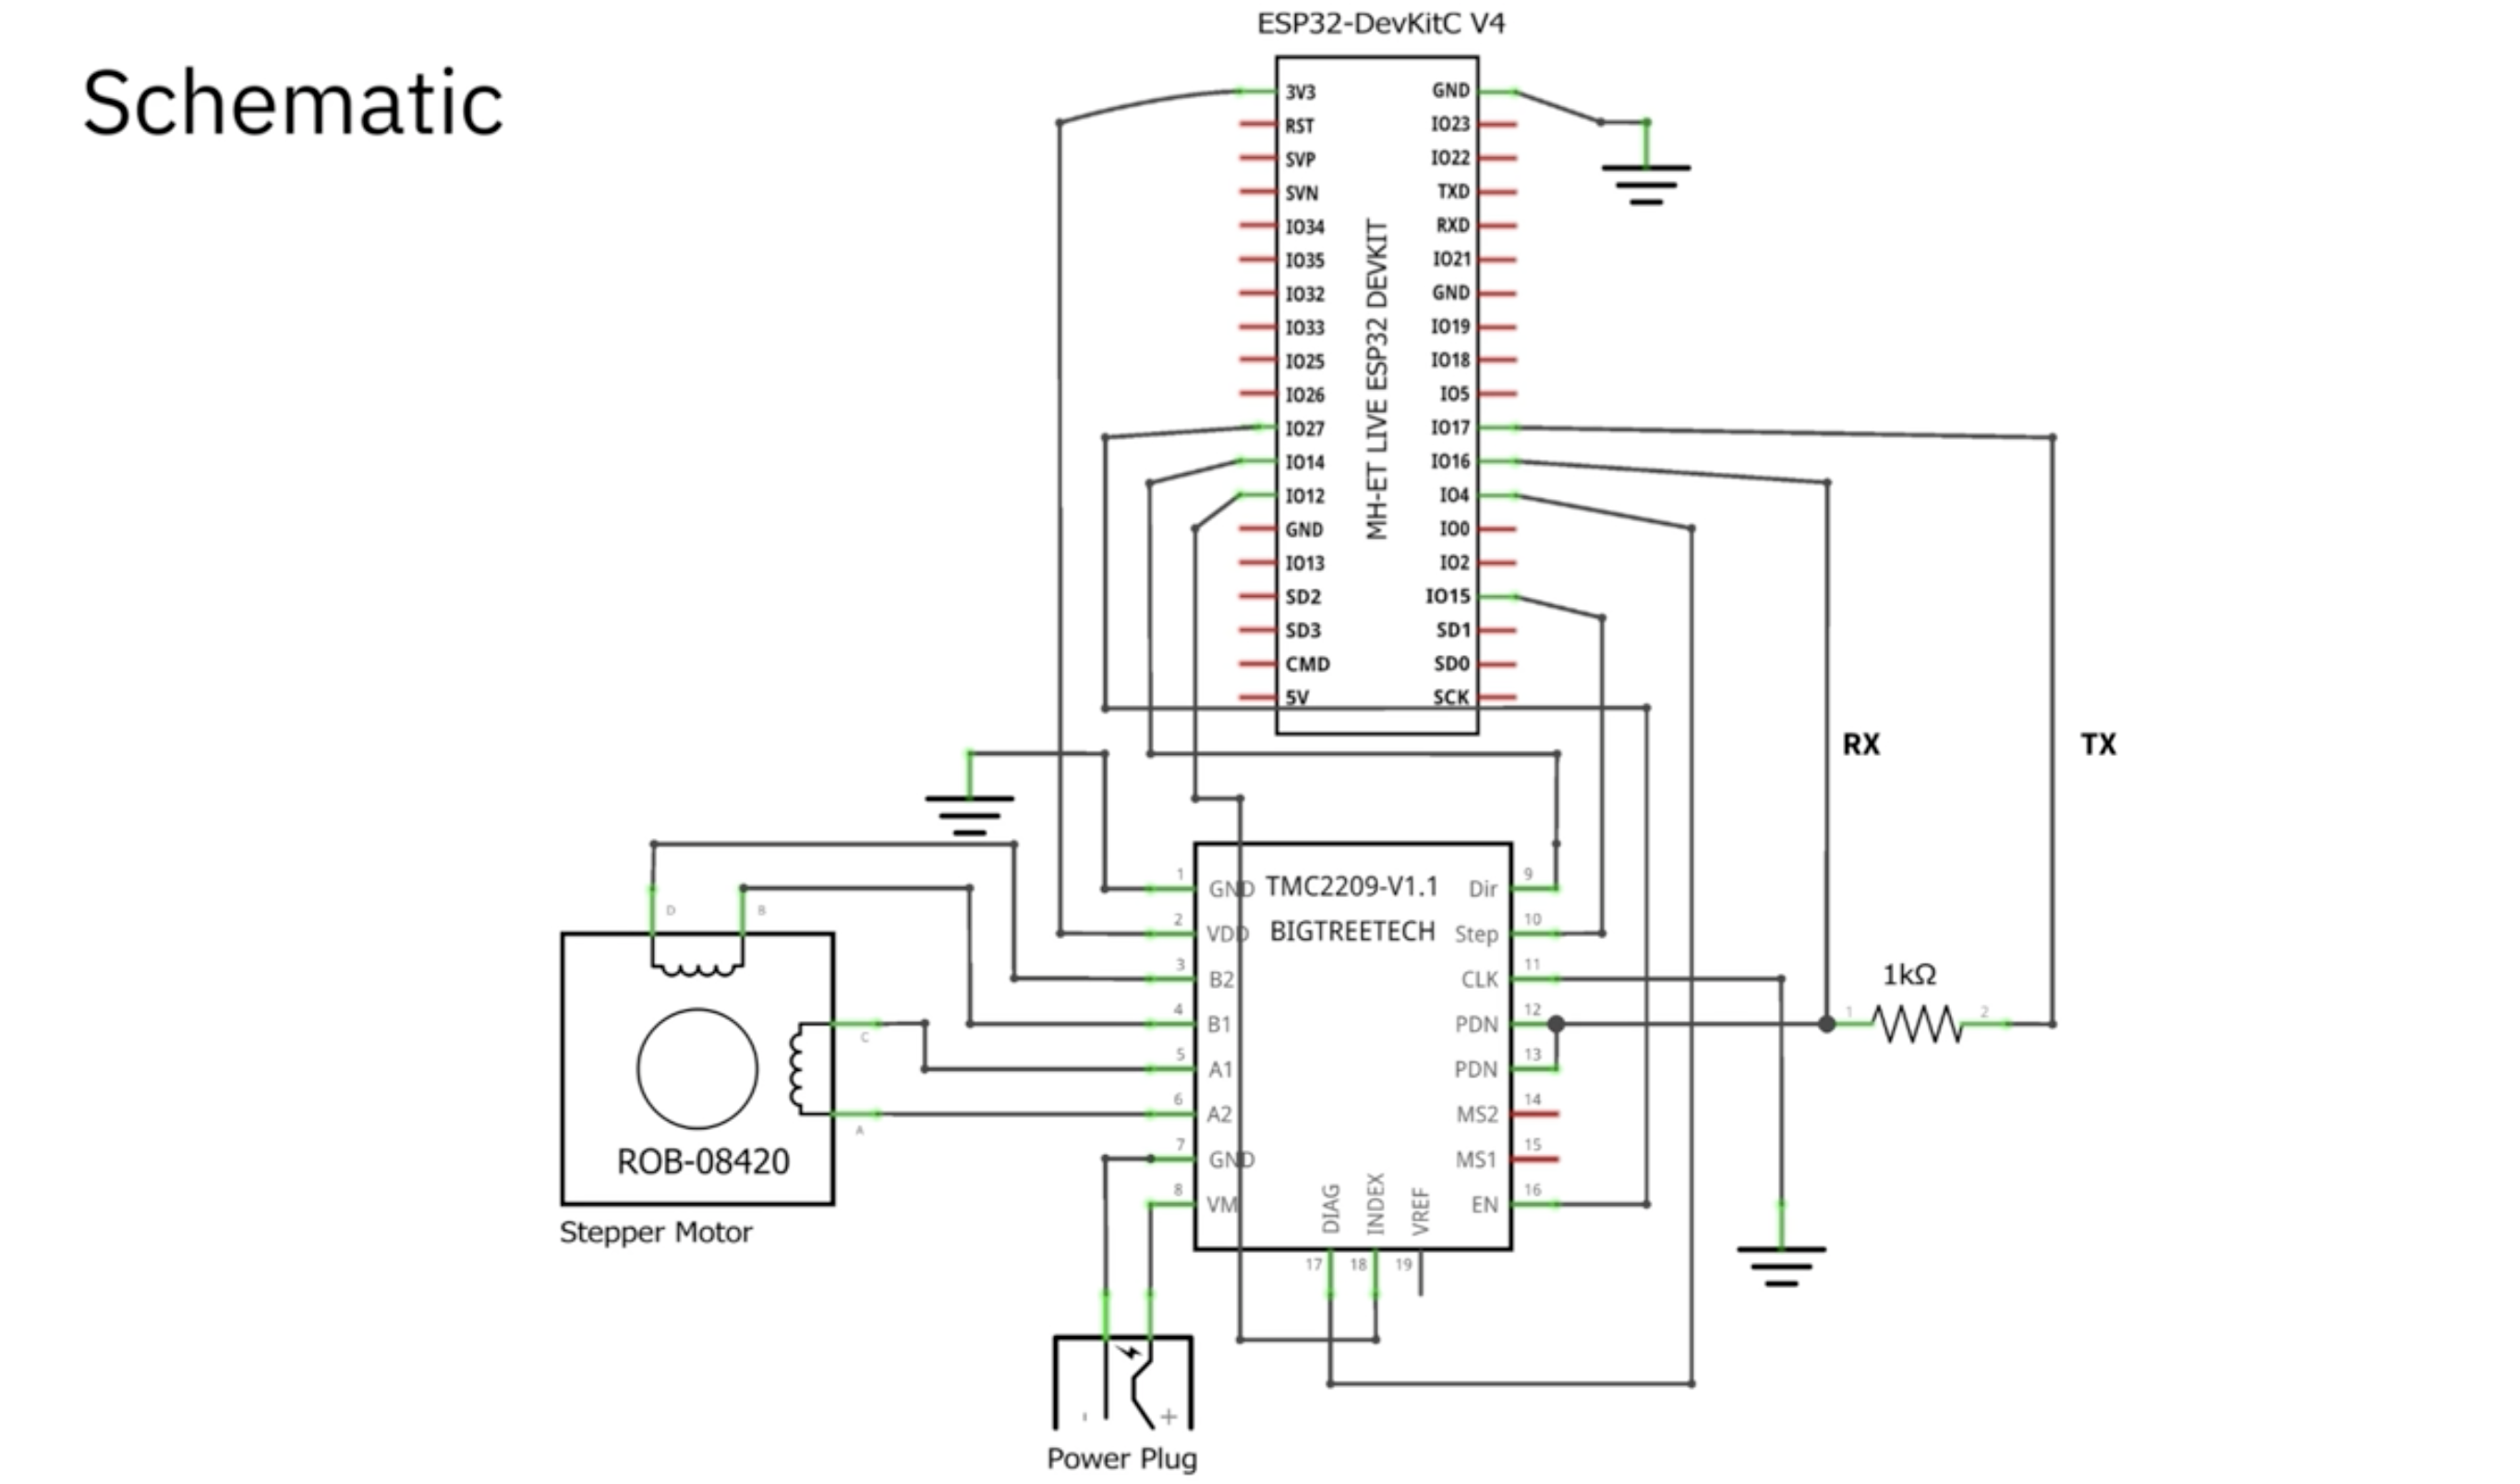 Schematic
ESP32-DevKitC V4
3V3
RST
SVP
SVN
IO34
IO35
IO32
IO33
IO25
IO26
IO27
IO14
IO12
GND
IO13
SD2
SD3
CMD
5V
MH-ET LIVE ESP32 DEVKIT
GND
IO23
IO22
TXD
RXD
IO21
GND
IO19
IO18
IO5
IO17
IO16
IO4
IO0
IO2
IO15
SD1
SD0
SCK
RX
TX
TMC2209-V1.1
BIGTREETECH
1 GND
2 VDD
3 B2
4 B1
5 A1
6 A2
7 GND
8 VM
Dir 9
Step 10
CLK 11
PDN 12
PDN 13
MS2 14
MS1 15
EN 16
DIAG
INDEX
VREF
17
18
19
1kΩ
1
2
D
B
C
A
ROB-08420
Stepper Motor
- +
Power Plug